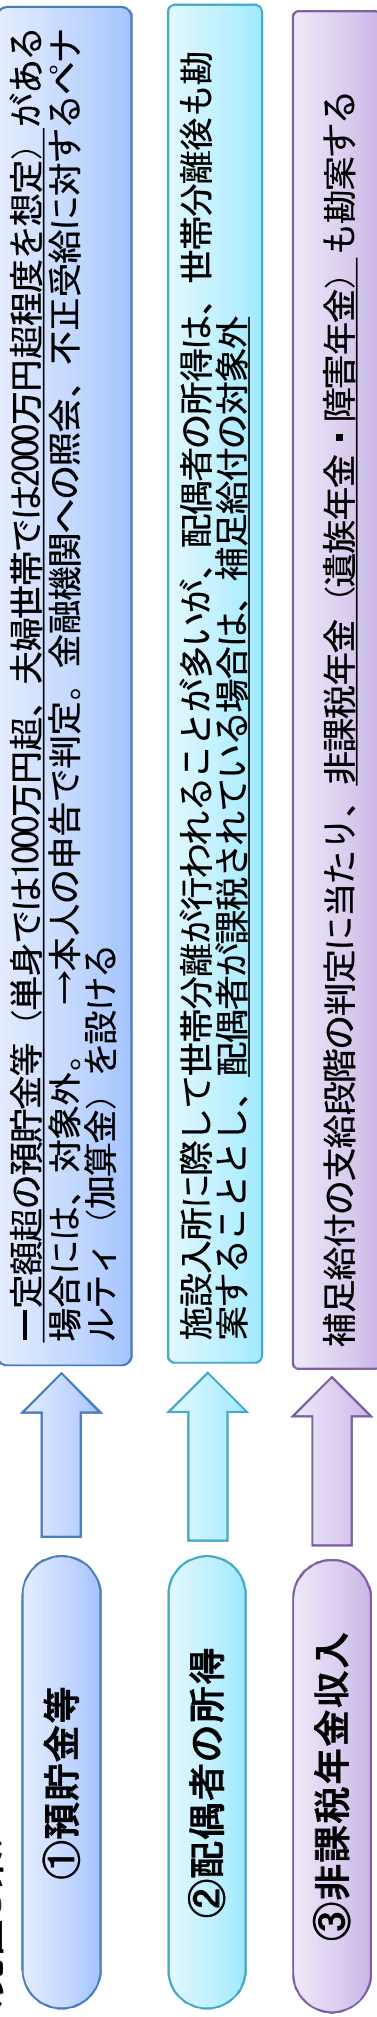 ①預貯金等
一定額超の預貯金等（単身では1000万円超、夫婦世帯では2000万円超程度を想定）がある
場合には、対象外。　→本人の申告で判定。金融機関への照会、不正受給に対するペナ
ルティ（加算金）を設ける
②配偶者の所得
施設入所に際して世帯分離が行われることが多いが、配偶者の所得は、世帯分離後も勘
案することとし、配偶者が課税されている場合は、補足給付の対象外
③非課税年金収入
補足給付の支給段階の判定に当たり、非課税年金（遺族年金・障害年金）も勘案する